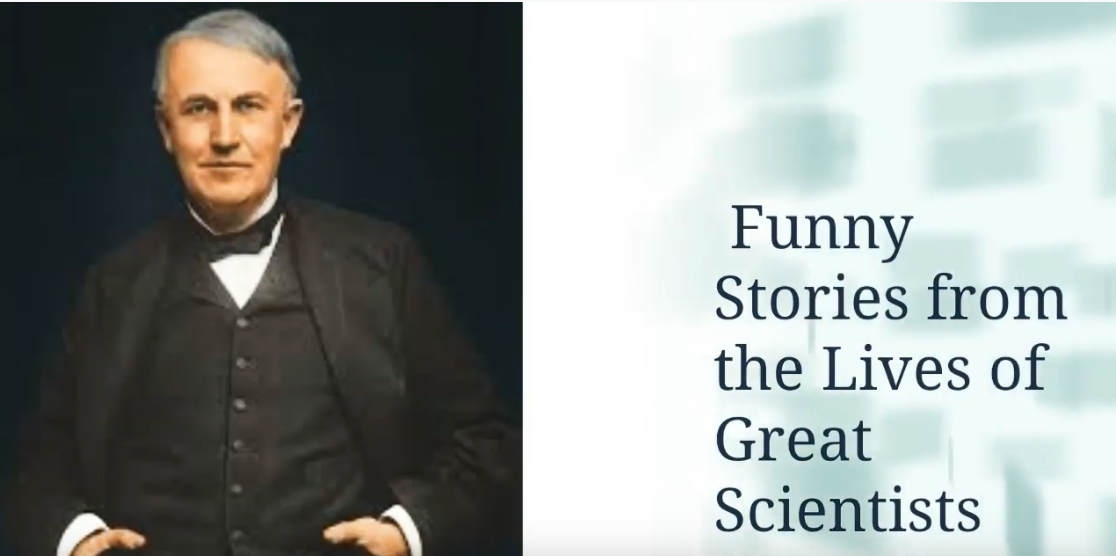 Funny
Stories from
the Lives of
Great
Scientists